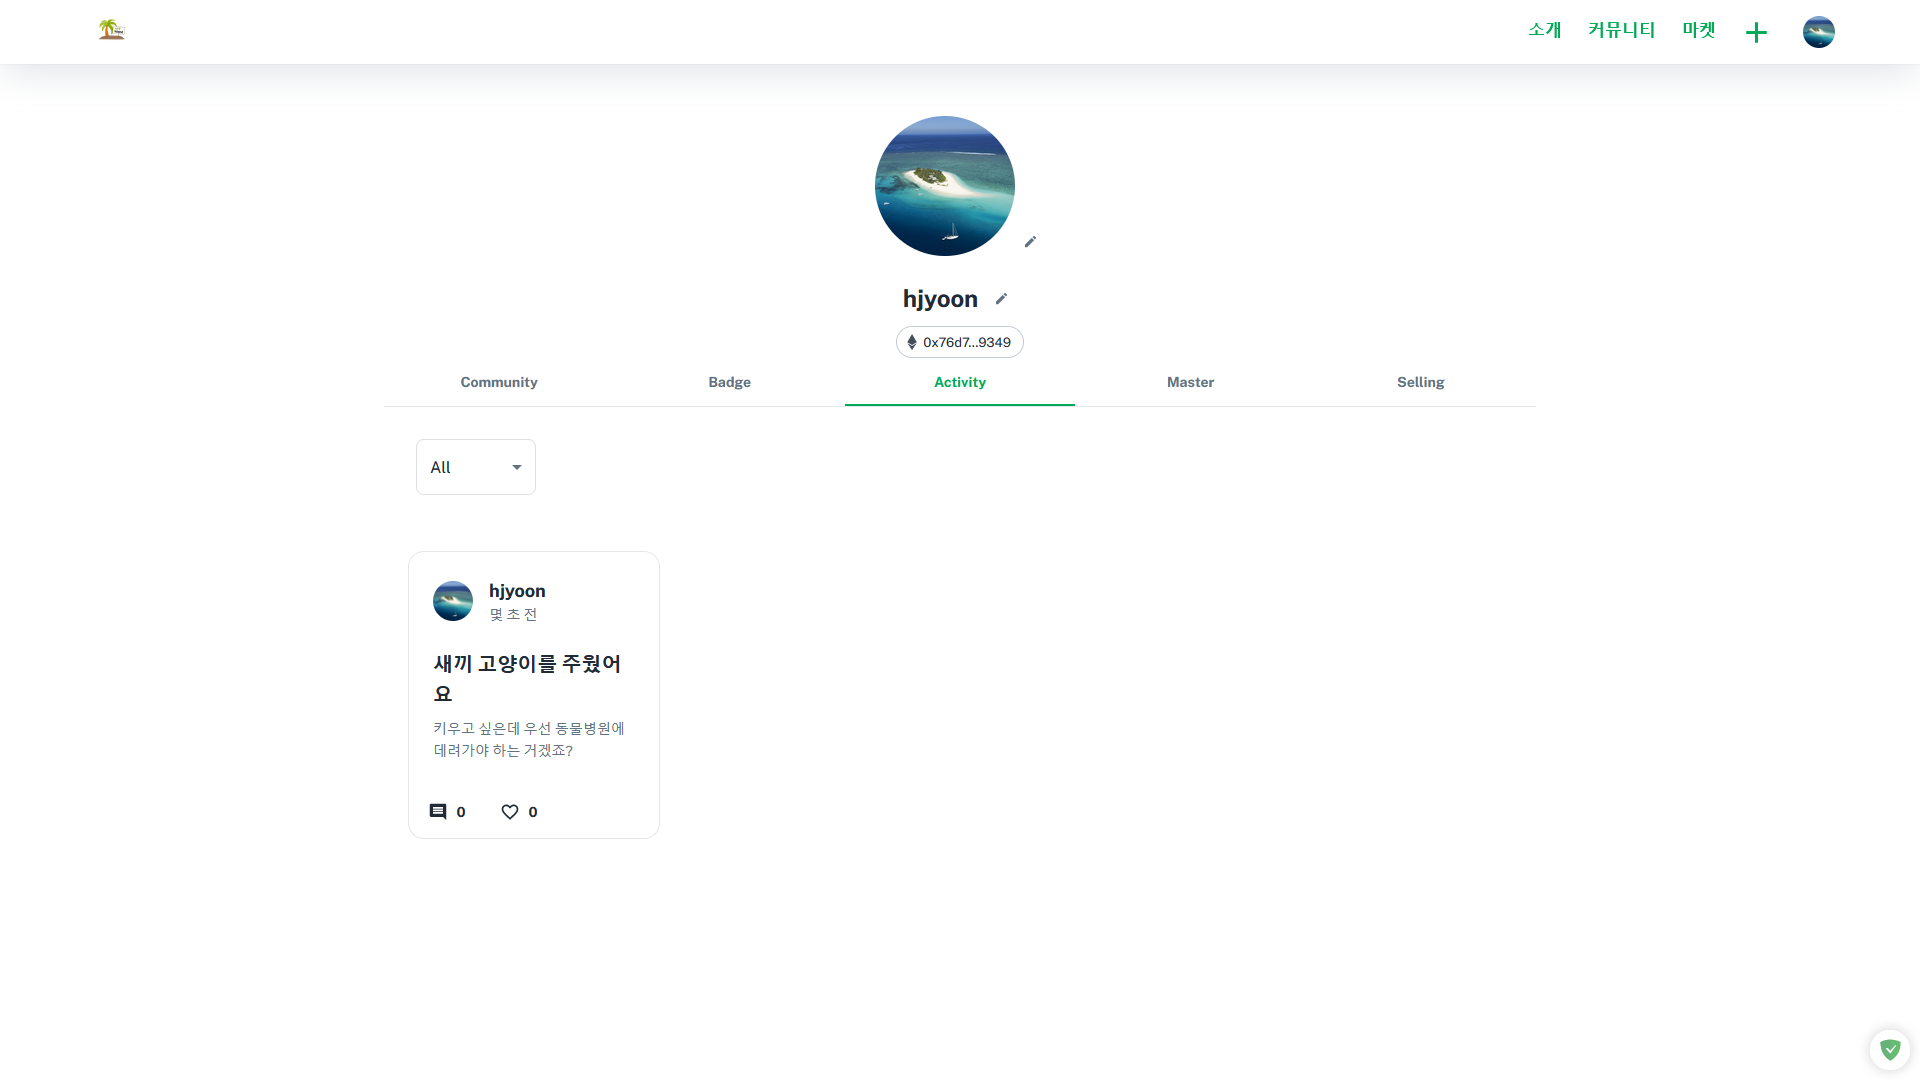 소개 커뮤니티 마켓
hjyoon
0x76d7...9349
Community Badge Activity Master Selling
All
hjyoon
몇 초 전
새끼 고양이를 주웠어
요
키우고 싶은데 우선 동물병원에
데려가야 하는 거겠죠?
0 0